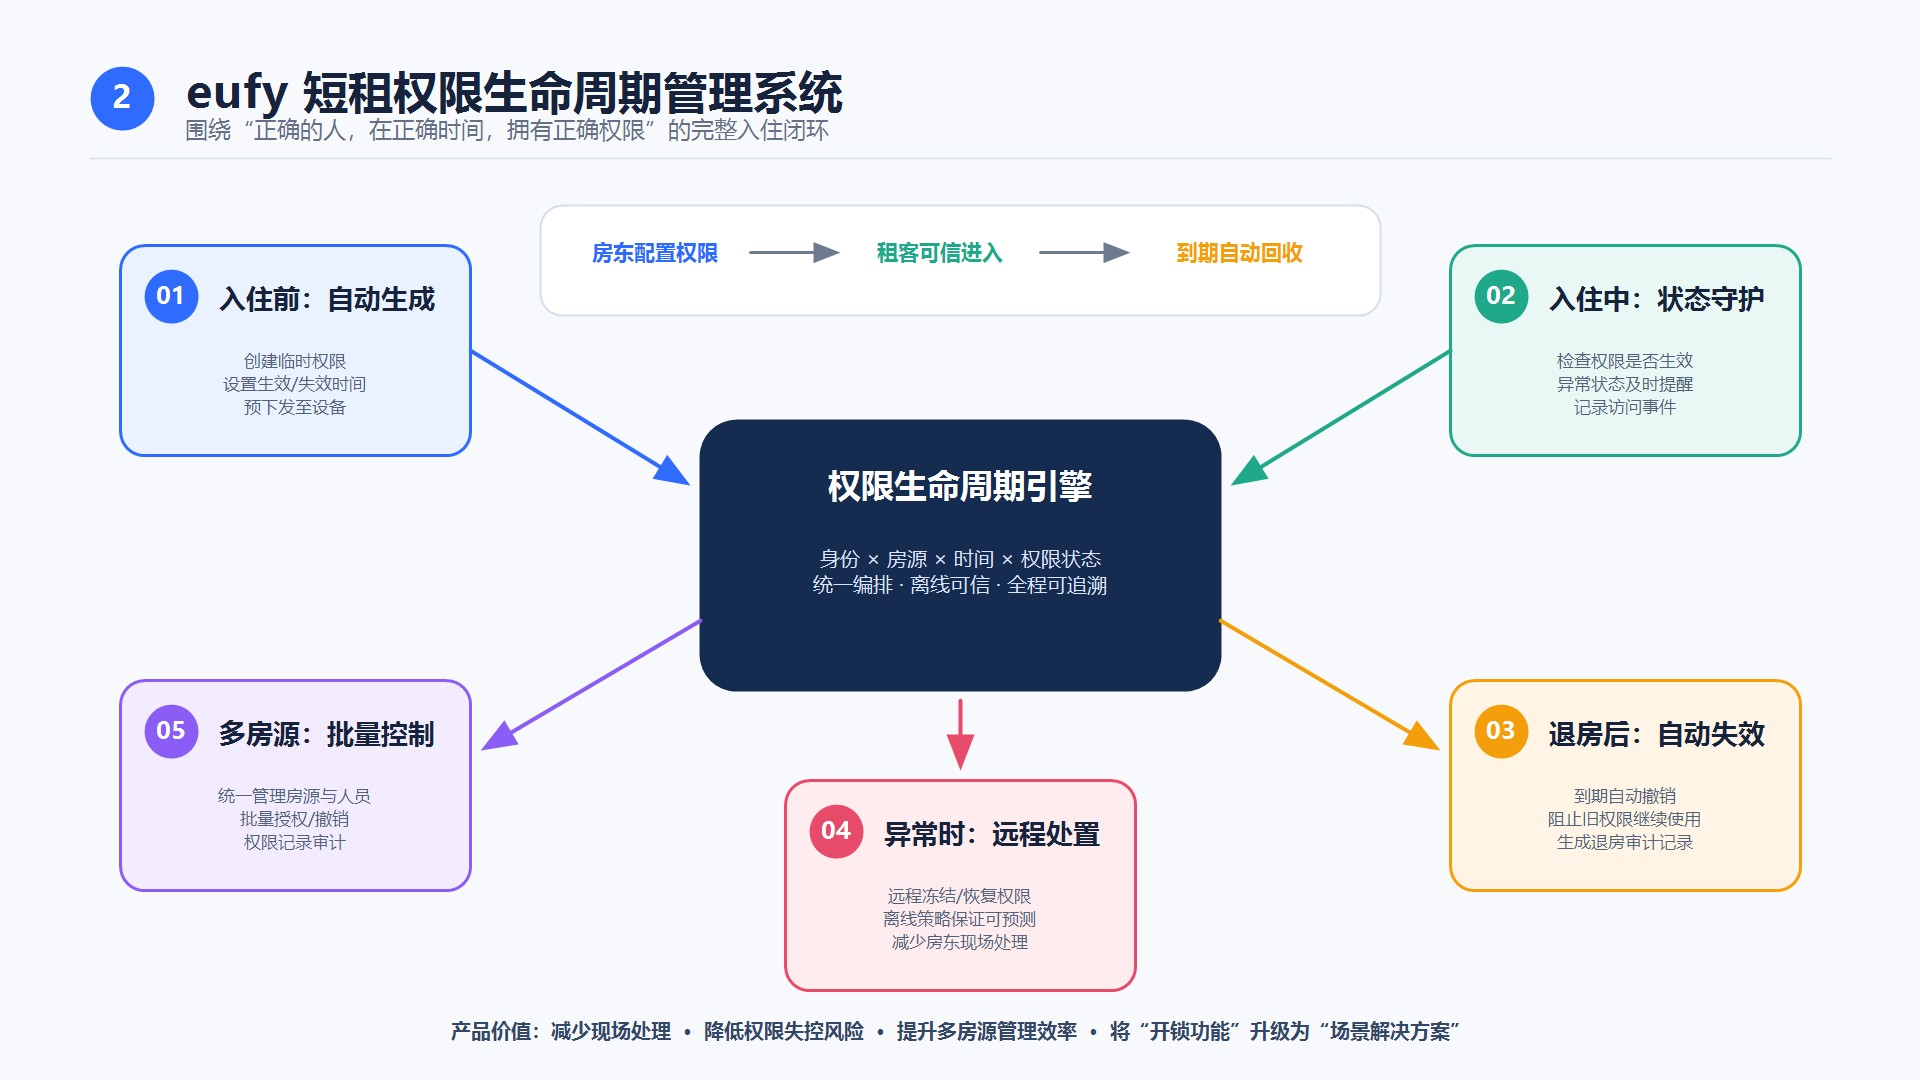 2
eufy 短租权限生命周期管理系统
围绕“正确的人，在正确时间，拥有正确权限”的完整入住闭环
房东配置权限
租客可信进入
到期自动回收
01
入住前：自动生成
创建临时权限
设置生效/失效时间
预下发至设备
02
入住中：状态守护
检查权限是否生效
异常状态及时提醒
记录访问事件
权限生命周期引擎
身份 × 房源 × 时间 × 权限状态
统一编排 · 离线可信 · 全程可追溯
05
多房源：批量控制
统一管理房源与人员
批量授权/撤销
权限记录审计
04
异常时：远程处置
远程冻结/恢复权限
离线策略保证可预测
减少房东现场处理
03
退房后：自动失效
到期自动撤销
阻止旧权限继续使用
生成退房审计记录
产品价值：减少现场处理 • 降低权限失控风险 • 提升多房源管理效率 • 将“开锁功能”升级为“场景解决方案”